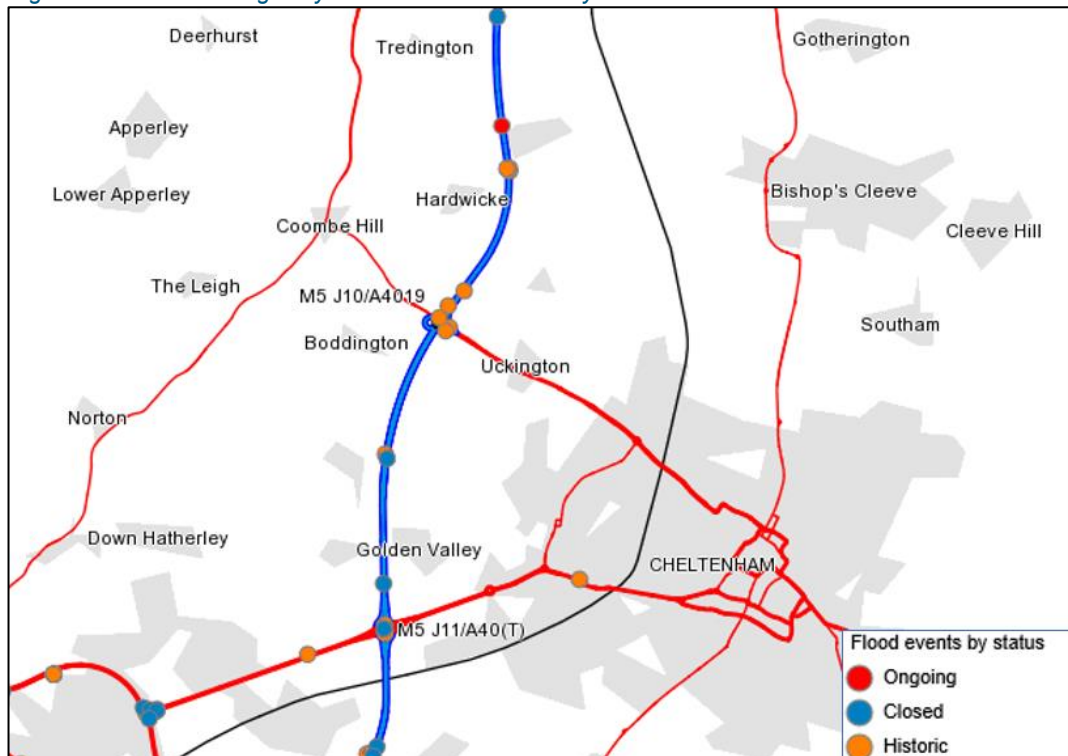 Deerhurst
Tredington
Gotherington
Apperley
Lower Apperley
Hardwicke
Bishop's Cleeve
Coombe Hill
Cleeve Hill
The Leigh
M5 J10/A4019
Southam
Boddington
Uckington
Norton
Down Hatherley
Golden Valley
CHELTENHAM
M5 J11/A40(T)
Flood events by status
Ongoing
Closed
Historic